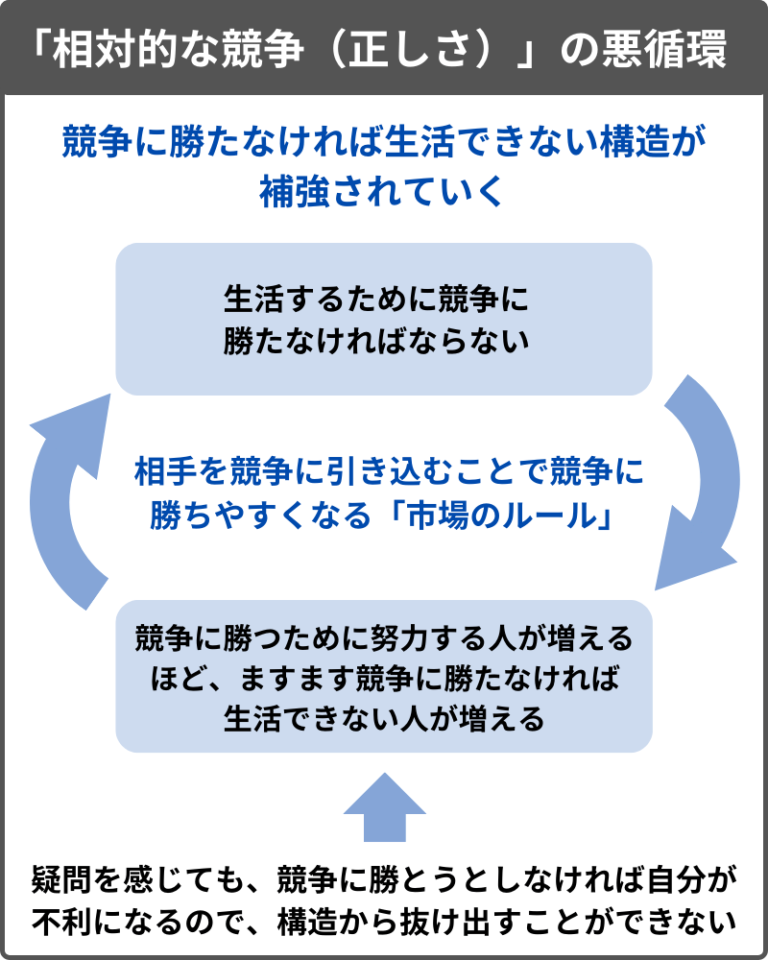 「相対的な競争（正しさ）」の悪循環
競争に勝たなければ生活できない構造が
補強されていく
生活するために競争に
勝たなければならない
相手を競争に引き込むことで競争に
勝ちやすくなる「市場のルール」
競争に勝つために努力する人が増える
ほど、ますます競争に勝たなければ
生活できない人が増える
疑問を感じても、競争に勝とうとしなければ自分が
不利になるので、構造から抜け出すことができない